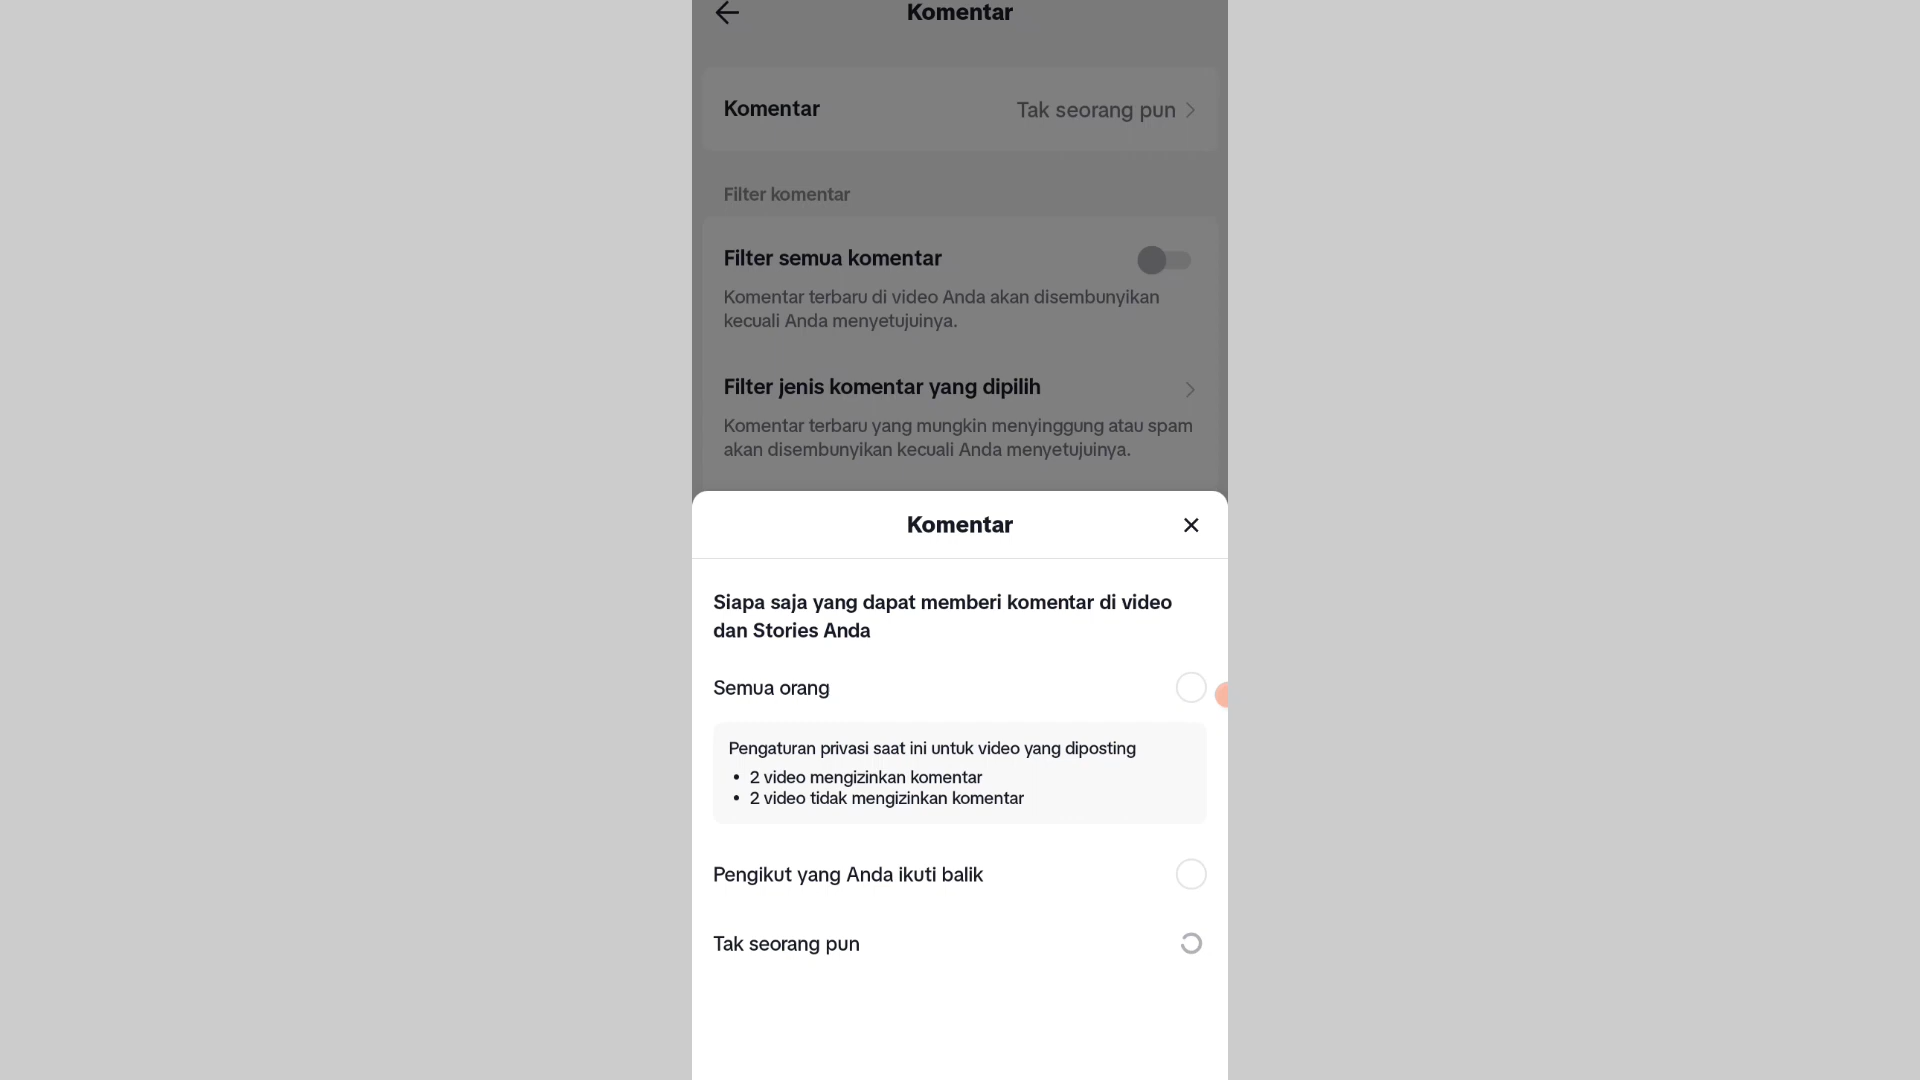 Komentar
Komentar Tak seorang pun
Filter komentar
Filter semua komentar
Komentar terbaru di video Anda akan disembunyikan
kecuali Anda menyetujuinya.
Filter jenis komentar yang dipilih
Komentar terbaru yang mungkin menyinggung atau spam
akan disembunyikan kecuali Anda menyetujuinya.
Komentar
Siapa saja yang dapat memberi komentar di video
dan Stories Anda
Semua orang
Pengaturan privasi saat ini untuk video yang diposting
• 2 video mengizinkan komentar
• 2 video tidak mengizinkan komentar
Pengikut yang Anda ikuti balik
Tak seorang pun